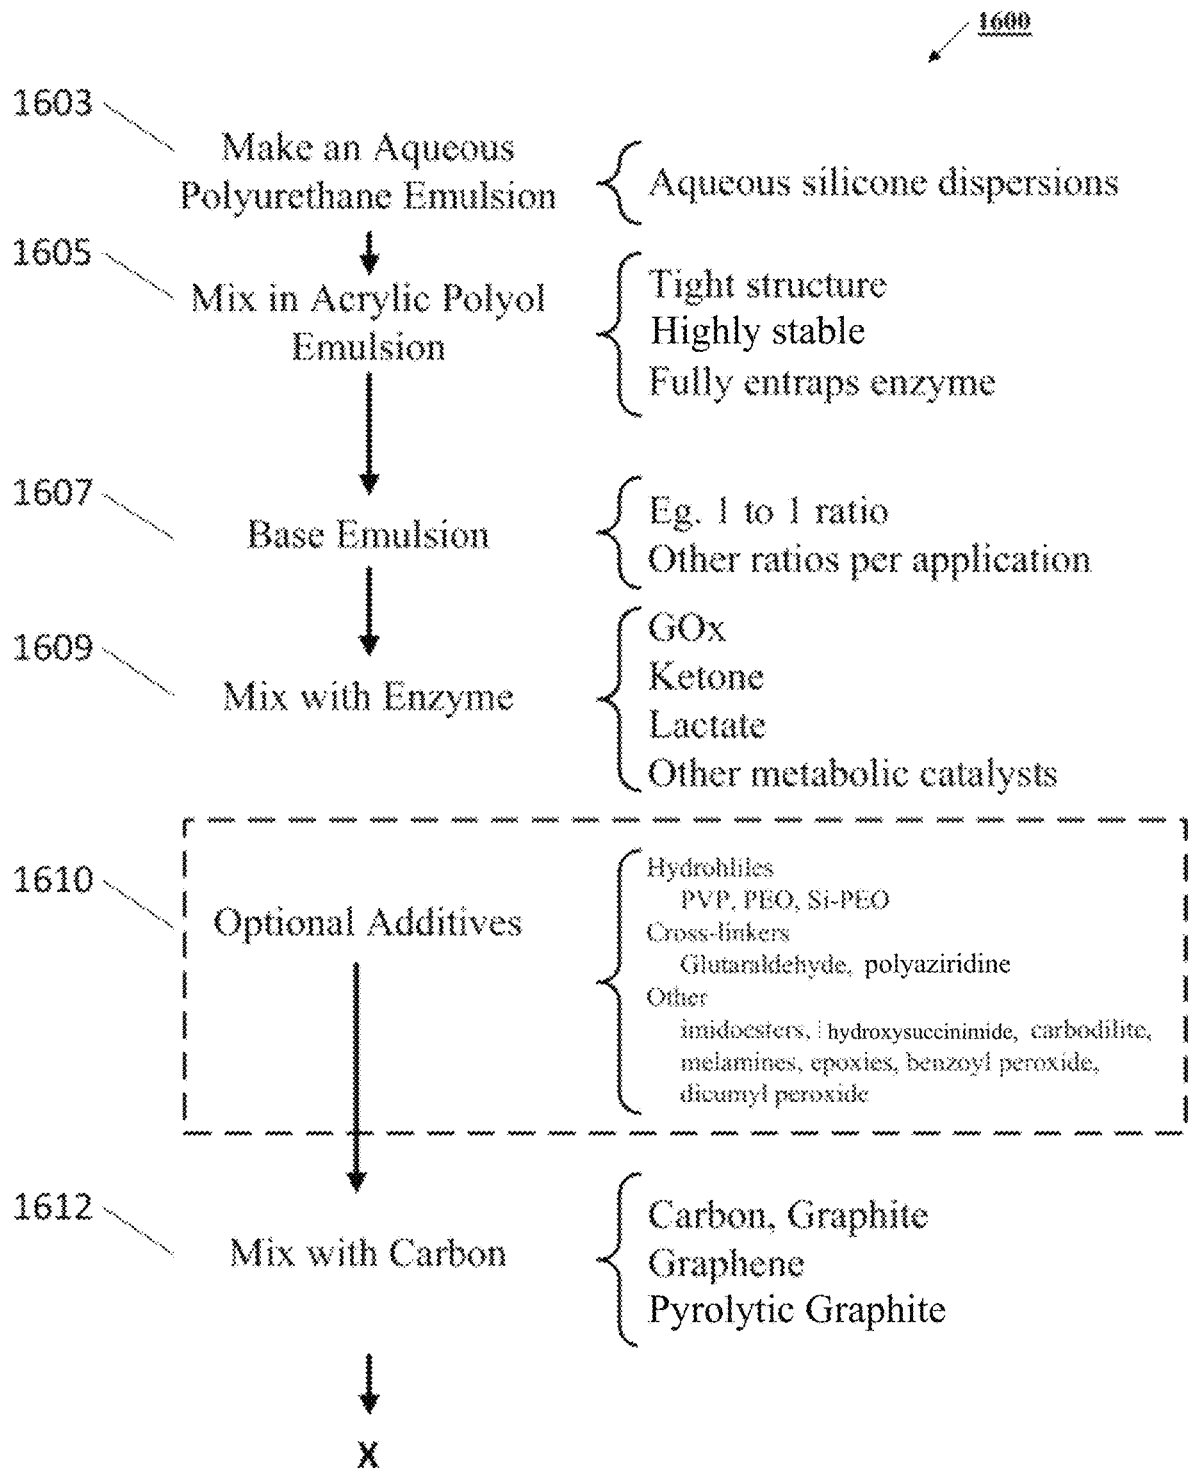 1600
1603
Make an Aqueous
Polyurethane Emulsion
Aqueous silicone dispersions
1605
Mix in Acrylic Polyol
Emulsion
Tight structure
Highly stable
Fully entraps enzyme
1607
Base Emulsion
Eg. 1 to 1 ratio
Other ratios per application
1609
Mix with Enzyme
GOx
Ketone
Lactate
Other metabolic catalysts
1610
Optional Additives
Hydrohliles
PVP, PEO, Si-PEO
Cross-linkers
Glutaraldehyde, polyaziridine
Other
imidoesters, hydroxysuccinimide, carbodilite,
melamines, epoxies, benzoyl peroxide,
dicumyl peroxide
1612
Mix with Carbon
Carbon, Graphite
Graphene
Pyrolytic Graphite
X